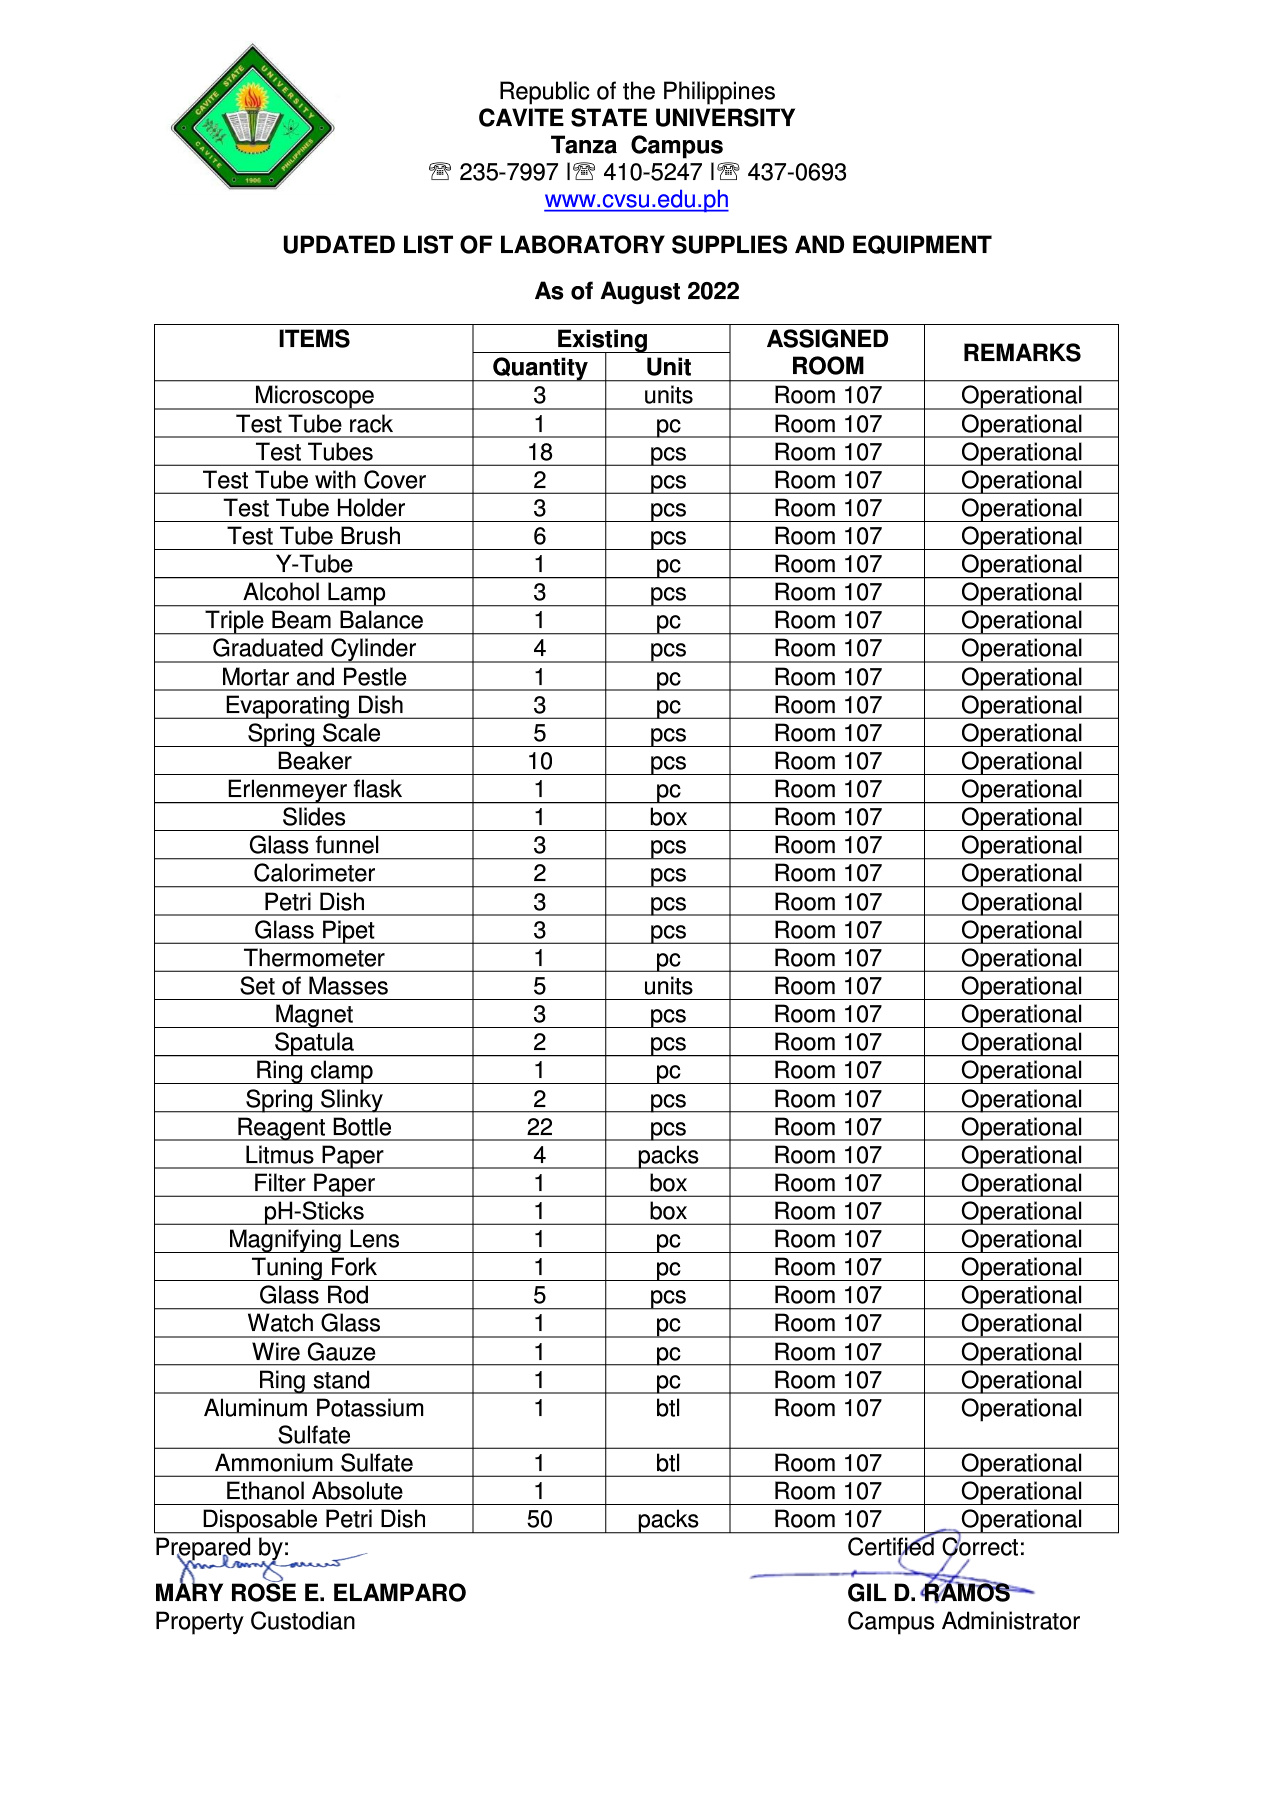 CAVITE STATE UNIVERSITY
CAVITE PHILIPPINES
1906
Republic of the Philippines
CAVITE STATE UNIVERSITY
Tanza Campus
☏ 235-7997 I☏ 410-5247 I☏ 437-0693
www.cvsu.edu.ph
UPDATED LIST OF LABORATORY SUPPLIES AND EQUIPMENT
As of August 2022
ITEMS Existing ASSIGNED ROOM REMARKS
Quantity Unit
Microscope 3 units Room 107 Operational
Test Tube rack 1 pc Room 107 Operational
Test Tubes 18 pcs Room 107 Operational
Test Tube with Cover 2 pcs Room 107 Operational
Test Tube Holder 3 pcs Room 107 Operational
Test Tube Brush 6 pcs Room 107 Operational
Y-Tube 1 pc Room 107 Operational
Alcohol Lamp 3 pcs Room 107 Operational
Triple Beam Balance 1 pc Room 107 Operational
Graduated Cylinder 4 pcs Room 107 Operational
Mortar and Pestle 1 pc Room 107 Operational
Evaporating Dish 3 pc Room 107 Operational
Spring Scale 5 pcs Room 107 Operational
Beaker 10 pcs Room 107 Operational
Erlenmeyer flask 1 pc Room 107 Operational
Slides 1 box Room 107 Operational
Glass funnel 3 pcs Room 107 Operational
Calorimeter 2 pcs Room 107 Operational
Petri Dish 3 pcs Room 107 Operational
Glass Pipet 3 pcs Room 107 Operational
Thermometer 1 pc Room 107 Operational
Set of Masses 5 units Room 107 Operational
Magnet 3 pcs Room 107 Operational
Spatula 2 pcs Room 107 Operational
Ring clamp 1 pc Room 107 Operational
Spring Slinky 2 pcs Room 107 Operational
Reagent Bottle 22 pcs Room 107 Operational
Litmus Paper 4 packs Room 107 Operational
Filter Paper 1 box Room 107 Operational
pH-Sticks 1 box Room 107 Operational
Magnifying Lens 1 pc Room 107 Operational
Tuning Fork 1 pc Room 107 Operational
Glass Rod 5 pcs Room 107 Operational
Watch Glass 1 pc Room 107 Operational
Wire Gauze 1 pc Room 107 Operational
Ring stand 1 pc Room 107 Operational
Aluminum Potassium 1 btl Room 107 Operational
Sulfate
Ammonium Sulfate 1 btl Room 107 Operational
Ethanol Absolute 1 Room 107 Operational
Disposable Petri Dish 50 packs Room 107 Operational
Prepared by: Certified Correct:
MARY ROSE E. ELAMPARO GIL D. RAMOS
Property Custodian Campus Administrator